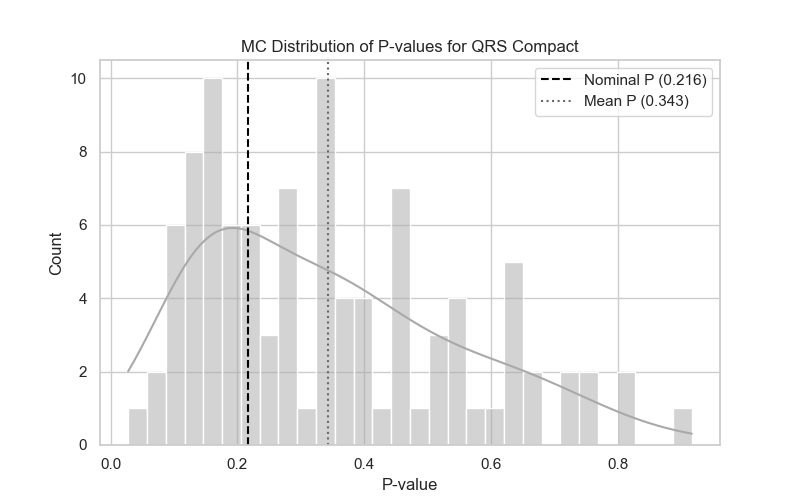 MC Distribution of P-values for QRS Compact
Nominal P (0.216)
Mean P (0.343)
Count
10
8
6
4
2
0
0.0 0.2 0.4 0.6 0.8
P-value